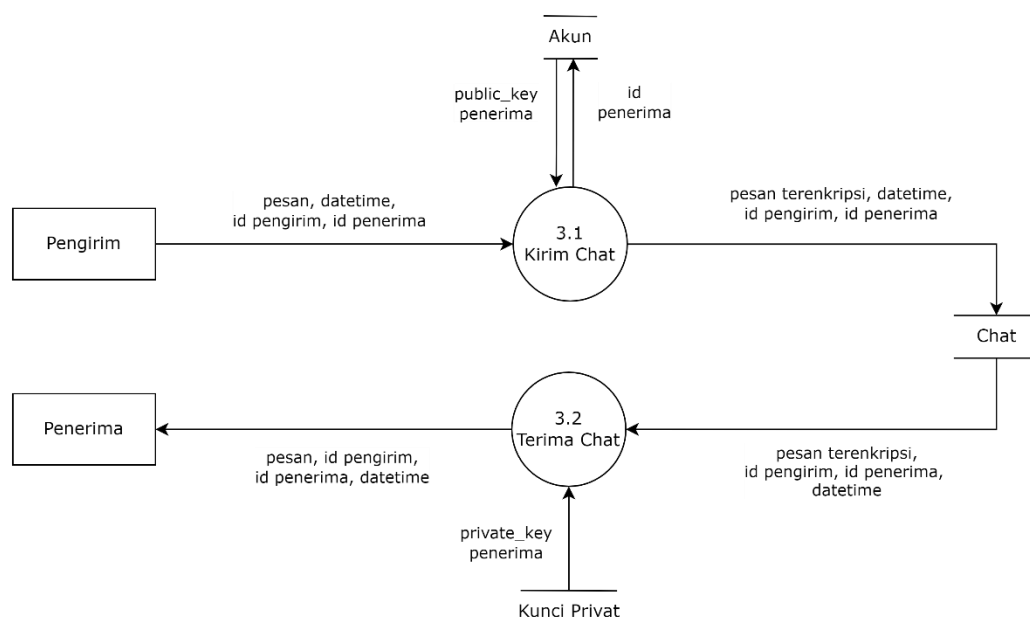 Akun
public_key
penerima
id
penerima
pesan, datetime,
id pengirim, id penerima
pesan terenkripsi, datetime,
id pengirim, id penerima
Pengirim
3.1
Kirim Chat
Chat
Penerima
3.2
Terima Chat
pesan, id pengirim,
id penerima, datetime
pesan terenkripsi,
id pengirim, id penerima,
datetime
private_key
penerima
Kunci Privat